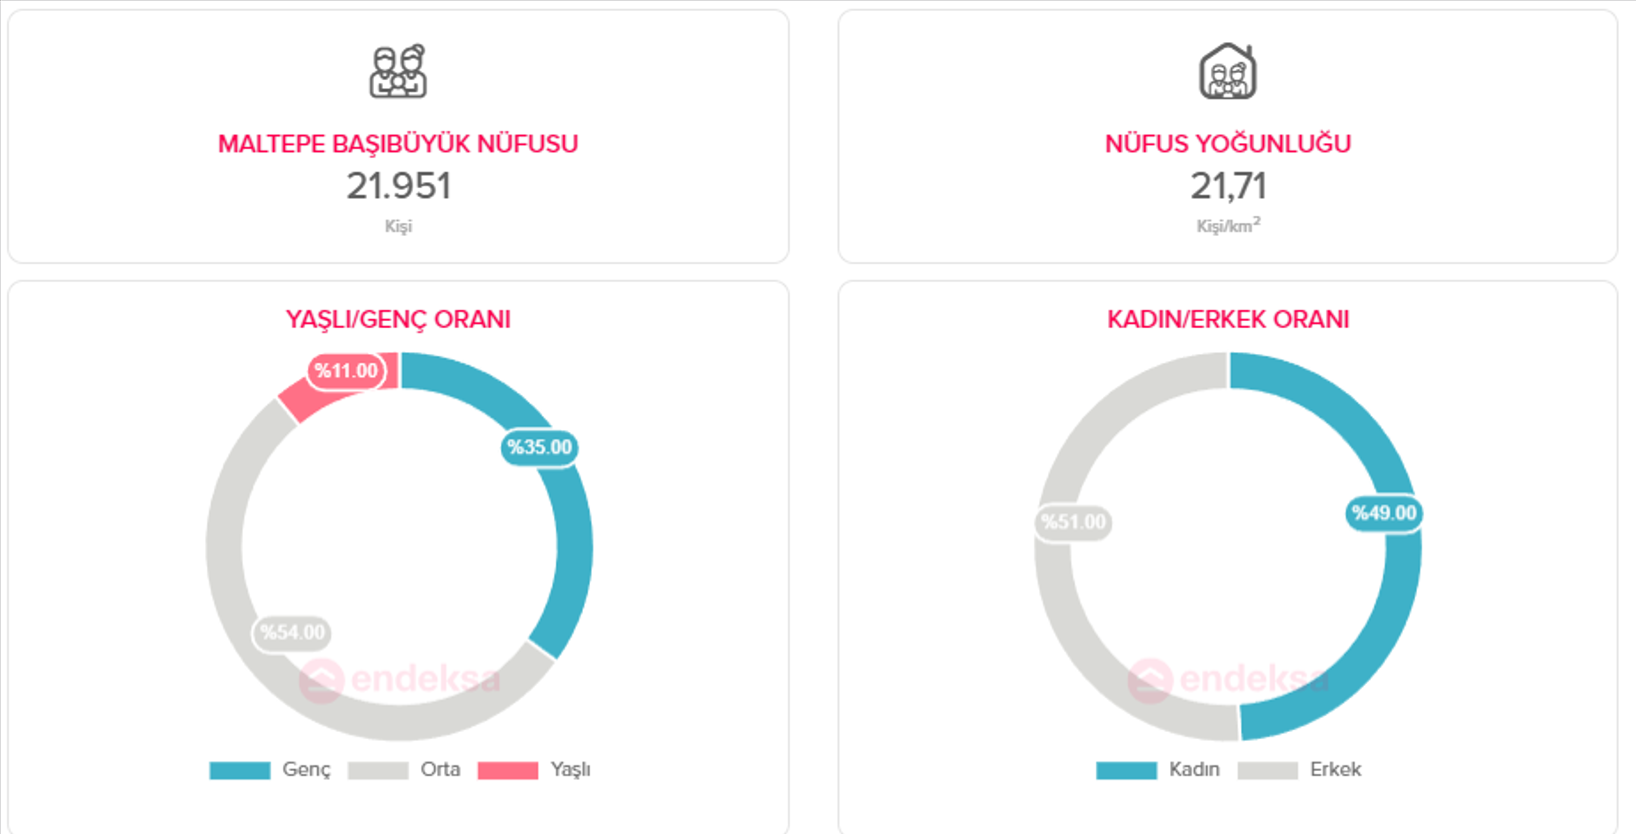 MALTEPE BAŞIBÜYÜK NÜFUSU
21.951
Kişi
NÜFUS YOĞUNLUĞU
21,71
Kişi/km²
YAŞLI/GENÇ ORANI
%11.00
%35.00
%54.00
endeksa
Genç Orta Yaşlı
KADIN/ERKEK ORANI
%49.00
%51.00
endeksa
Kadın Erkek